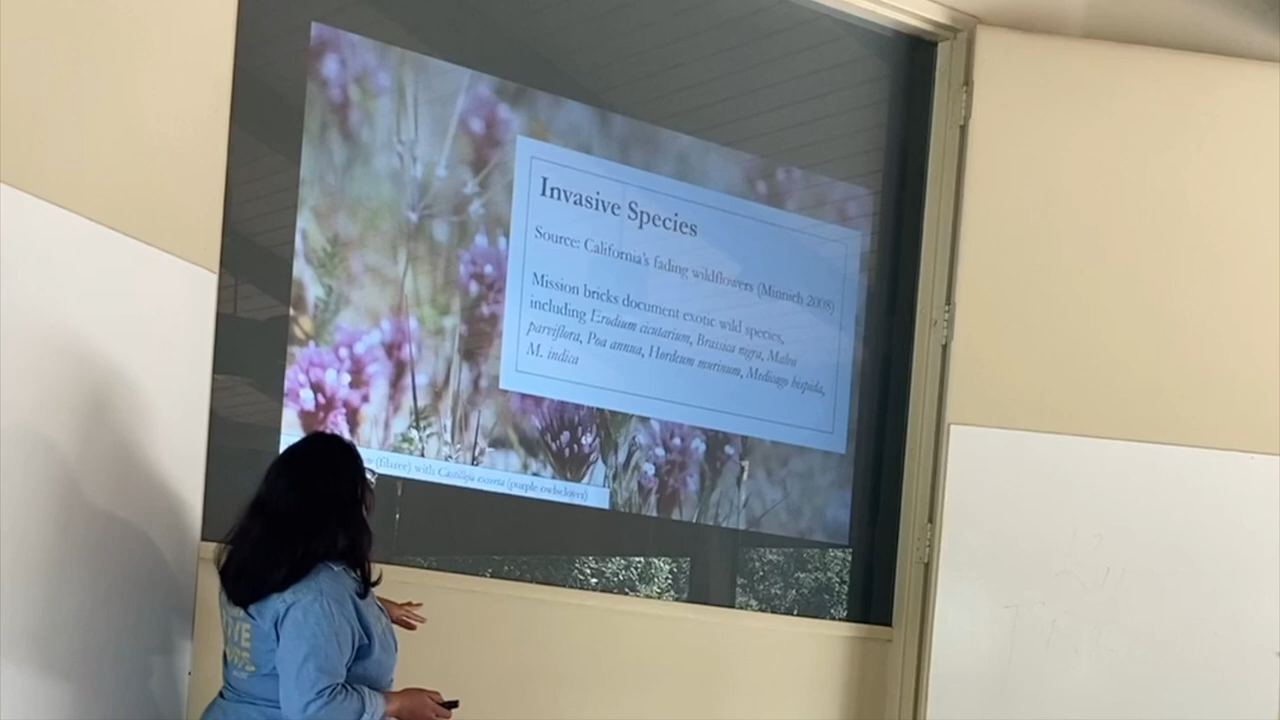 Invasive Species
Source: California's fading wildflowers (Minnich 2008)
Mission bricks document exotic wild species,
including Erodium cicutarium, Brassica nigra, Malva
parviflora, Poa annua, Hordeum murinum, Medicago hispida,
M. indica
(filaree) with Castilleja exserta (purple owlsclover)